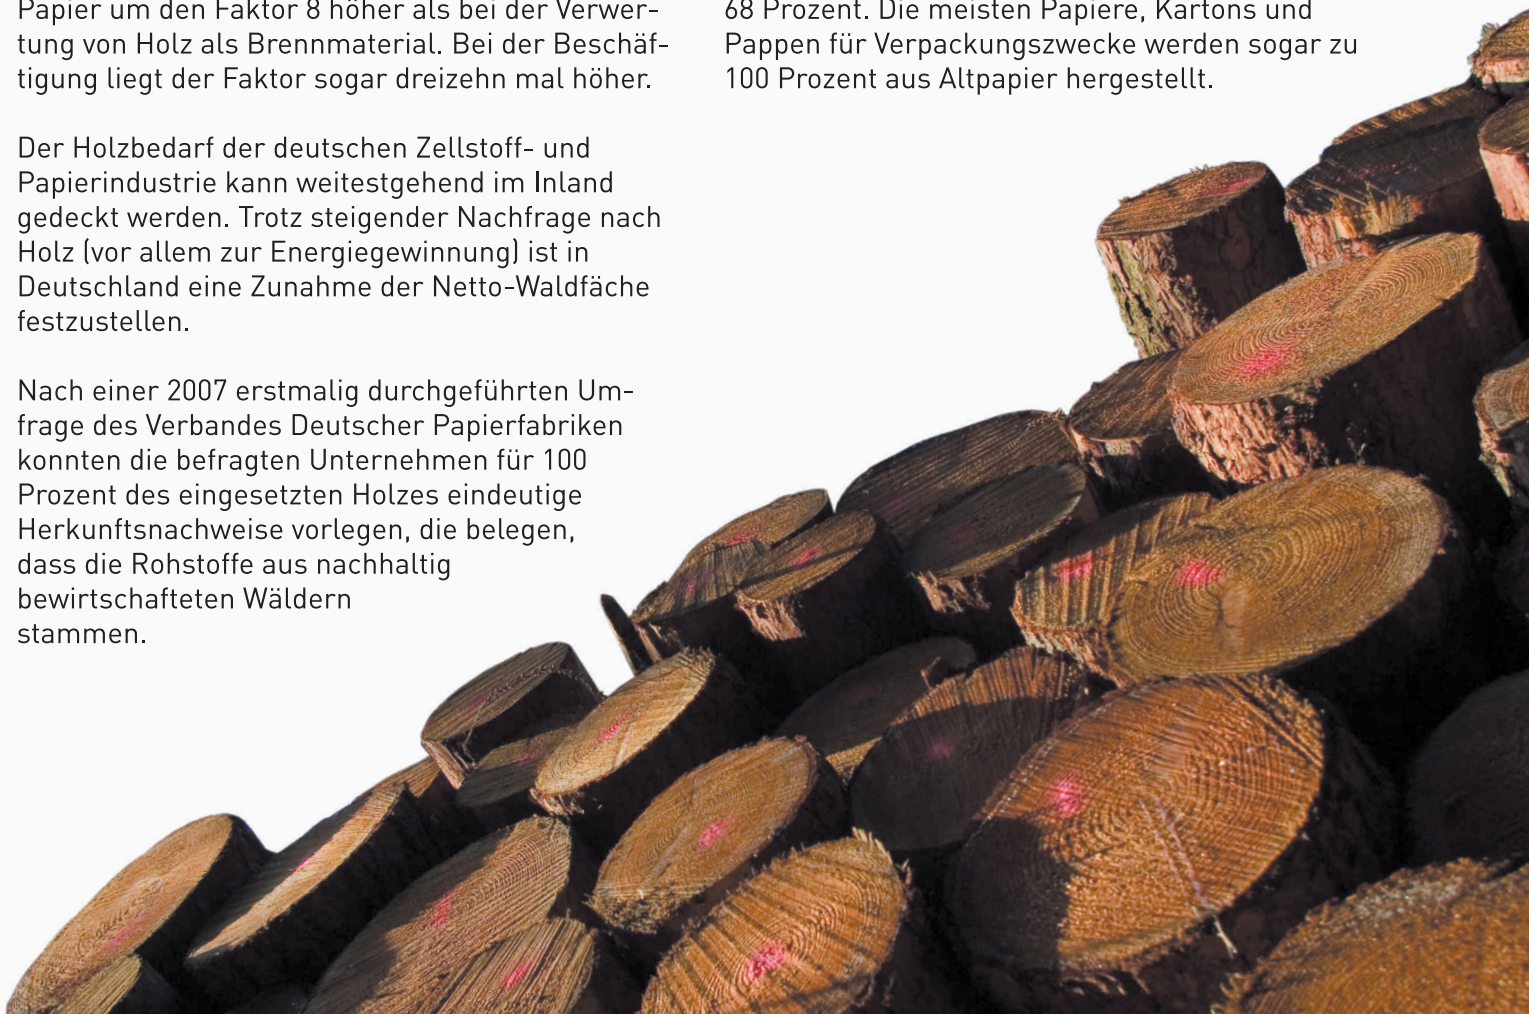 Papier um den Faktor 8 höher als bei der Verwer-
tung von Holz als Brennmaterial. Bei der Beschäf-
tigung liegt der Faktor sogar dreizehn mal höher.
Der Holzbedarf der deutschen Zellstoff- und
Papierindustrie kann weitestgehend im Inland
gedeckt werden. Trotz steigender Nachfrage nach
Holz (vor allem zur Energiegewinnung) ist in
Deutschland eine Zunahme der Netto-Waldfäche
festzustellen.
Nach einer 2007 erstmalig durchgeführten Um-
frage des Verbandes Deutscher Papierfabriken
konnten die befragten Unternehmen für 100
Prozent des eingesetzten Holzes eindeutige
Herkunftsnachweise vorlegen, die belegen,
dass die Rohstoffe aus nachhaltig
bewirtschafteten Wäldern
stammen.
68 Prozent. Die meisten Papiere, Kartons und
Pappen für Verpackungszwecke werden sogar zu
100 Prozent aus Altpapier hergestellt.